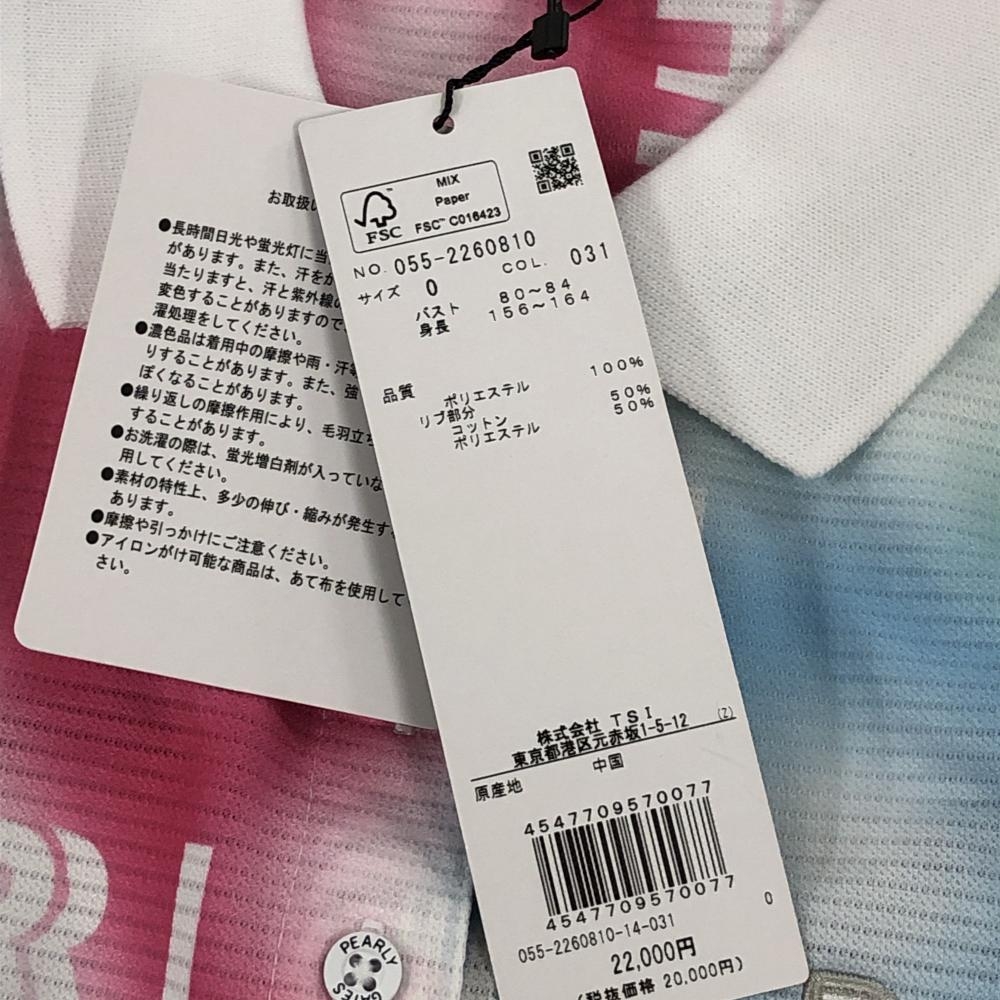 お取扱い
●長時間日光や蛍光灯に当
があります。また、汗をか
当たりますと、汗と紫外線の
変色することがありますので
濯処理をしてください。
●濃色品は着用中の摩擦や雨・汗等
りすることがあります。また、強
ぽくなることがあります。
●繰り返しの摩擦作用により、毛羽立ち
することがあります。
●お洗濯の際は、蛍光増白剤が入っていな
用してください。
●素材の特性上、多少の伸び・縮みが発生す
あります。
●摩擦や引っかけにご注意ください。
●アイロンがけ可能な商品は、あて布を使用して
さい。
FSC™
MIX
Paper
FSC™ C016423
NO. 055-2260810
COL. 031
サイズ 0
バスト 80～84
身長 156～164
品質
ポリエステル 100%
リブ部分
コットン 50%
ポリエステル 50%
株式会社 TSI
東京都港区元赤坂1-5-12 (Z)
原産地 中国
4547709570077
4547709570077
055-2260810-14-031 0
22,000円
(税抜価格 20,000円)
PEARLY
GATES
RI